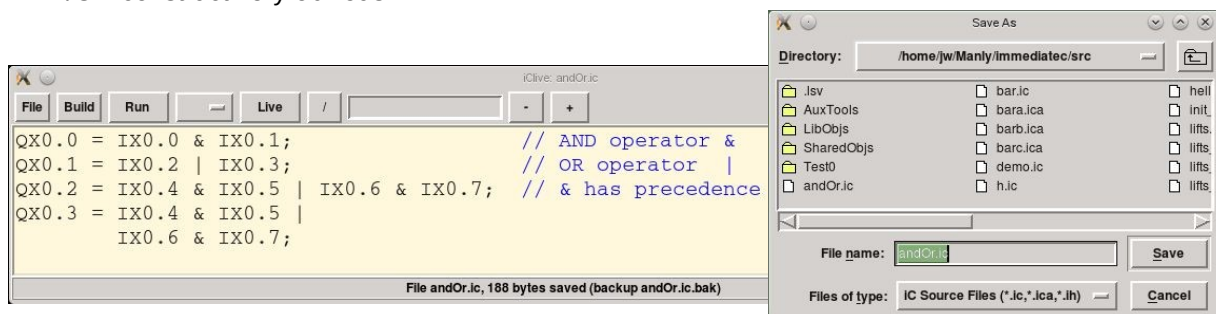 Save As
Directory: /home/jw/Manly/immediatec/src
.lsv bar.ic
AuxTools bara.ica
LibObjs barb.ica
SharedObjs barc.ica
Test0 demo.ic
andOr.ic h.ic
File name: andOr.ic Save
Files of type: iC Source Files (*.ic,*.ica,*.ih) Cancel
iClive: andOr.ic
File Build Run Live / - +
QX0.0 = IX0.0 & IX0.1; // AND operator &
QX0.1 = IX0.2 | IX0.3; // OR operator |
QX0.2 = IX0.4 & IX0.5 | IX0.6 & IX0.7; // & has precedence
QX0.3 = IX0.4 & IX0.5 |
IX0.6 & IX0.7;
File andOr.ic, 188 bytes saved (backup andOr.ic.bak)